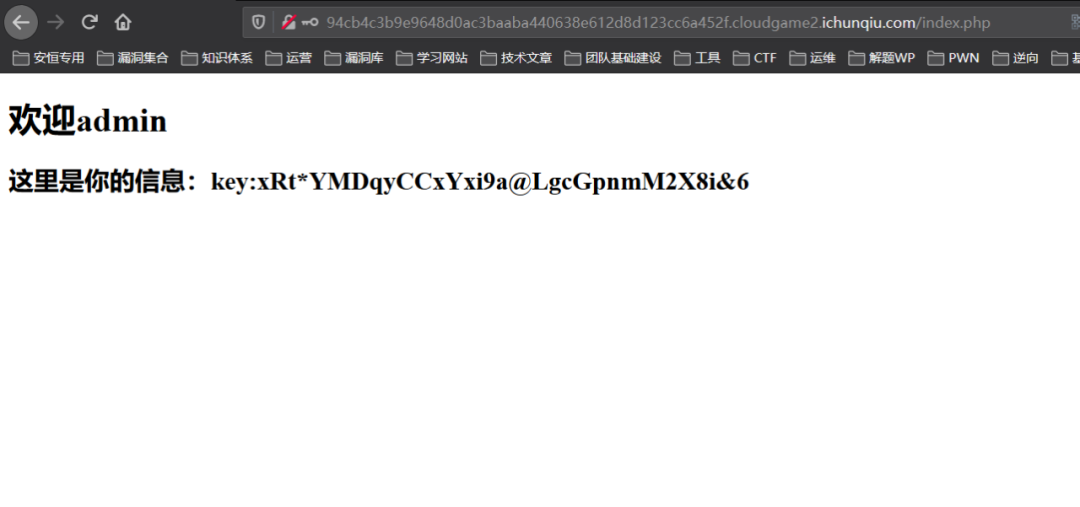 94cb4c3b9e9648d0ac3baaba440638e612d8d123cc6a452f.cloudgame2.ichunqiu.com/index.php
安恒专用 漏洞集合 知识体系 运营 漏洞库 学习网站 技术文章 团队基础建设 工具 CTF 运维 解题WP PWN 逆向
欢迎admin
这里是你的信息：key:xRt*YMDqyCCxYxi9a@LgcGpnmM2X8i&6